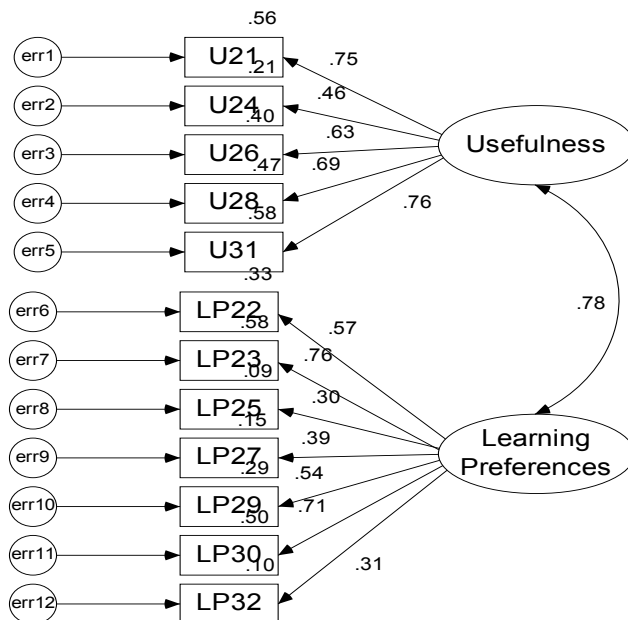 .56
err1
U21
.75
.21
err2
U24
.46
.40
err3
U26
.63
Usefulness
.47
.69
err4
U28
.58
.76
err5
U31
.33
.78
err6
LP22
.57
.58
err7
LP23
.76
.09
err8
LP25
.30
.15
Learning
Preferences
err9
LP27
.39
.29
.54
err10
LP29
.50
.71
err11
LP30
.10
.31
err12
LP32